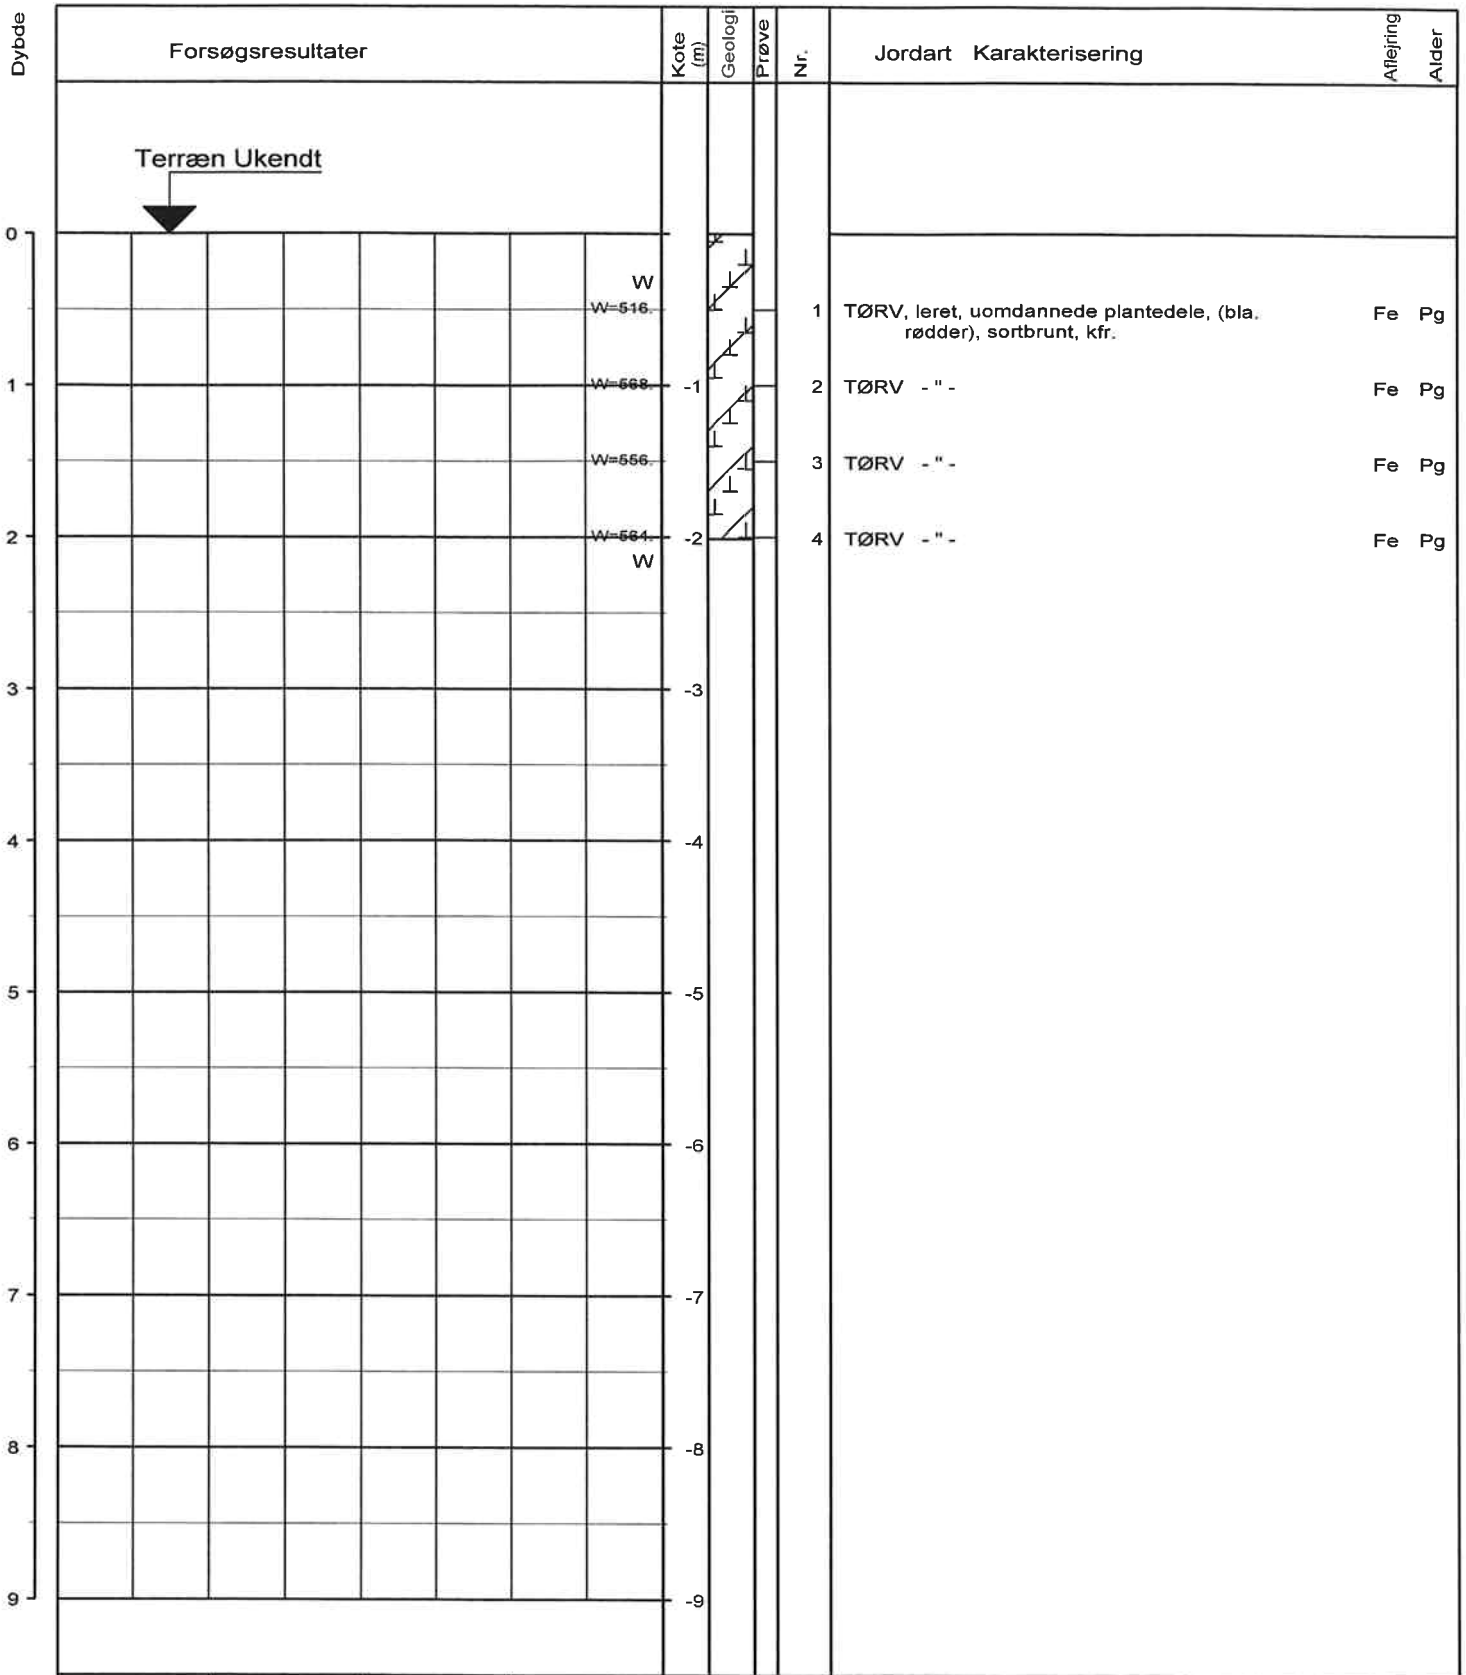 Dybde
Forsøgsresultater
Kote (m)
Geologi
Prøve
Nr.
Jordart Karakterisering
Aflejring
Alder
Terræn Ukendt
0
W
W=516. 1 TØRV, leret, uomdannede plantedele, (bla. Fe Pg
rødder), sortbrunt, kfr.
1 W=568. -1 2 TØRV - " - Fe Pg
W=556. 3 TØRV - " - Fe Pg
2 W=564. -2 4 TØRV - " - Fe Pg
W
3 -3
4 -4
5 -5
6 -6
7 -7
8 -8
9 -9